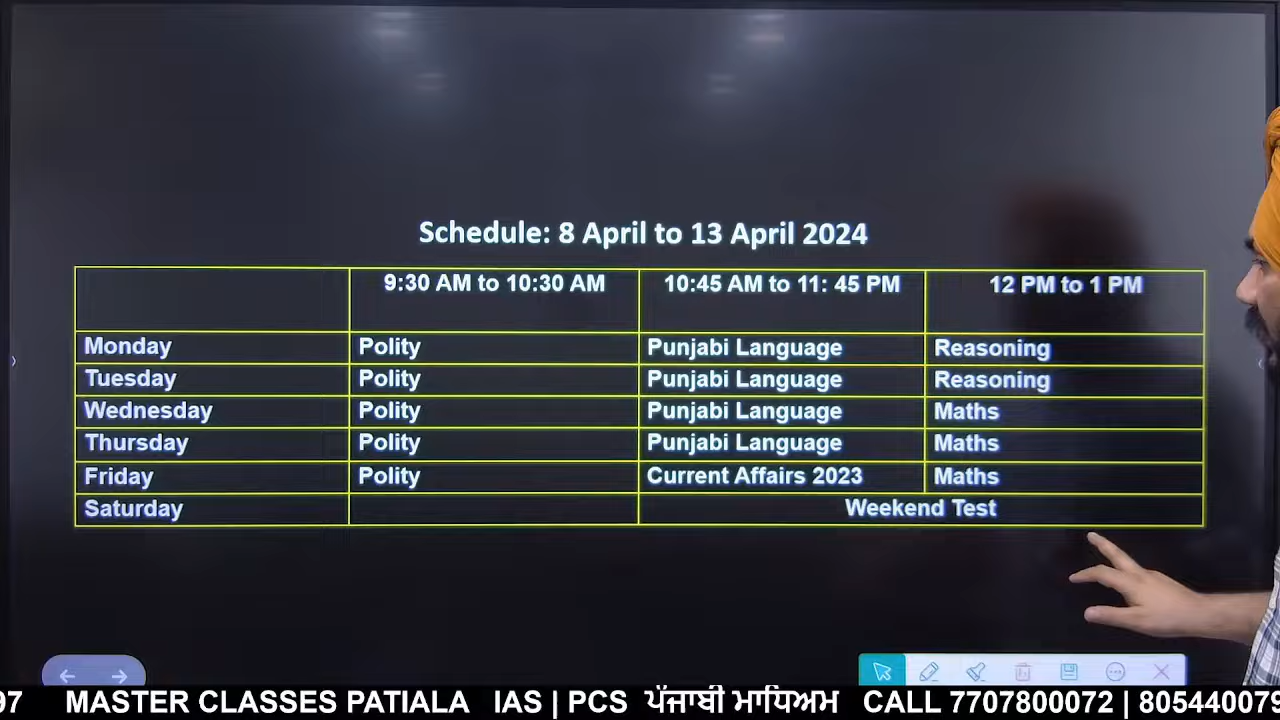 Schedule: 8 April to 13 April 2024
9:30 AM to 10:30 AM 10:45 AM to 11: 45 PM 12 PM to 1 PM
Monday Polity Punjabi Language Reasoning
Tuesday Polity Punjabi Language Reasoning
Wednesday Polity Punjabi Language Maths
Thursday Polity Punjabi Language Maths
Friday Polity Current Affairs 2023 Maths
Saturday Weekend Test
97 MASTER CLASSES PATIALA IAS | PCS ਪੰਜਾਬੀ ਮਾਧਿਅਮ CALL 7707800072 | 805440079